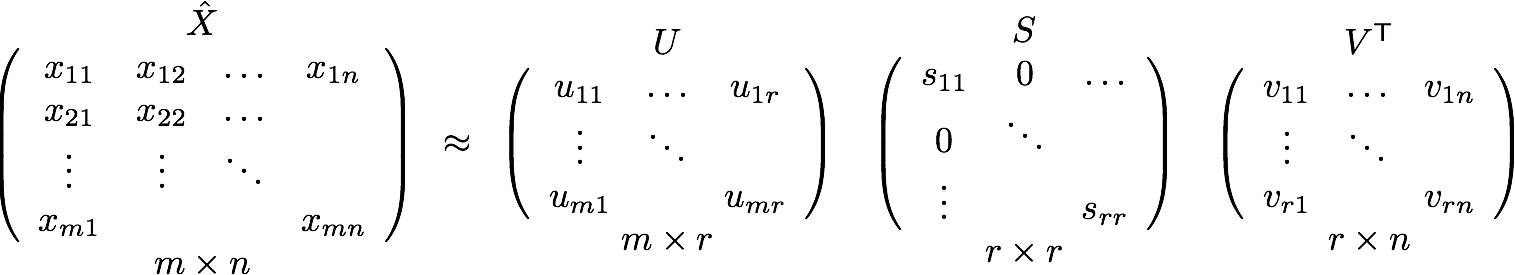 X̂ U S Vᵀ
x₁₁ x₁₂ … x₁ₙ u₁₁ … u₁ᵣ s₁₁ 0 … v₁₁ … v₁ₙ
x₂₁ x₂₂ …
≈ ⋮ ⋱ 0 ⋱ ⋮ ⋱
⋮ ⋮ ⋱
xₘ₁ xₘₙ uₘ₁ uₘᵣ ⋮ sᵣᵣ vᵣ₁ vᵣₙ
m × n m × r r × r r × n